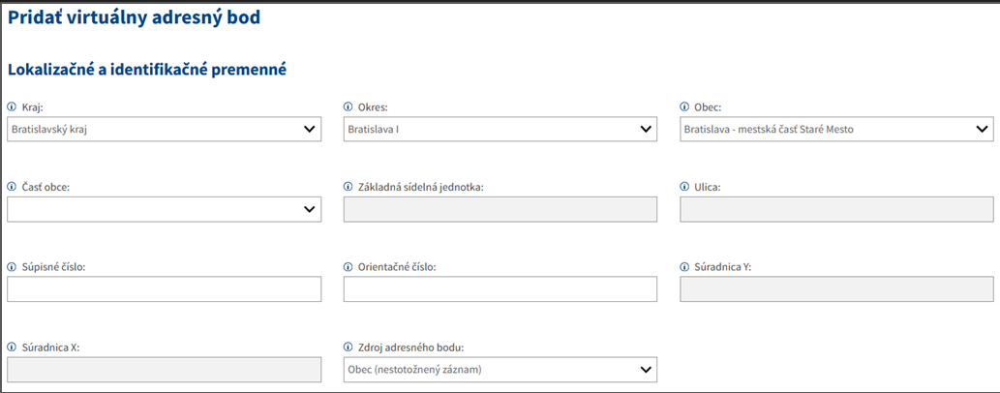 Pridať virtuálny adresný bod
Lokalizačné a identifikačné premenné
Kraj: Okres: Obec:
Bratislavský kraj Bratislava I Bratislava - mestská časť Staré Mesto
Časť obce: Základná sídelná jednotka: Ulica:
Súpisné číslo: Orientačné číslo: Súradnica Y:
Súradnica X: Zdroj adresného bodu:
Obec (nestotožnený záznam)